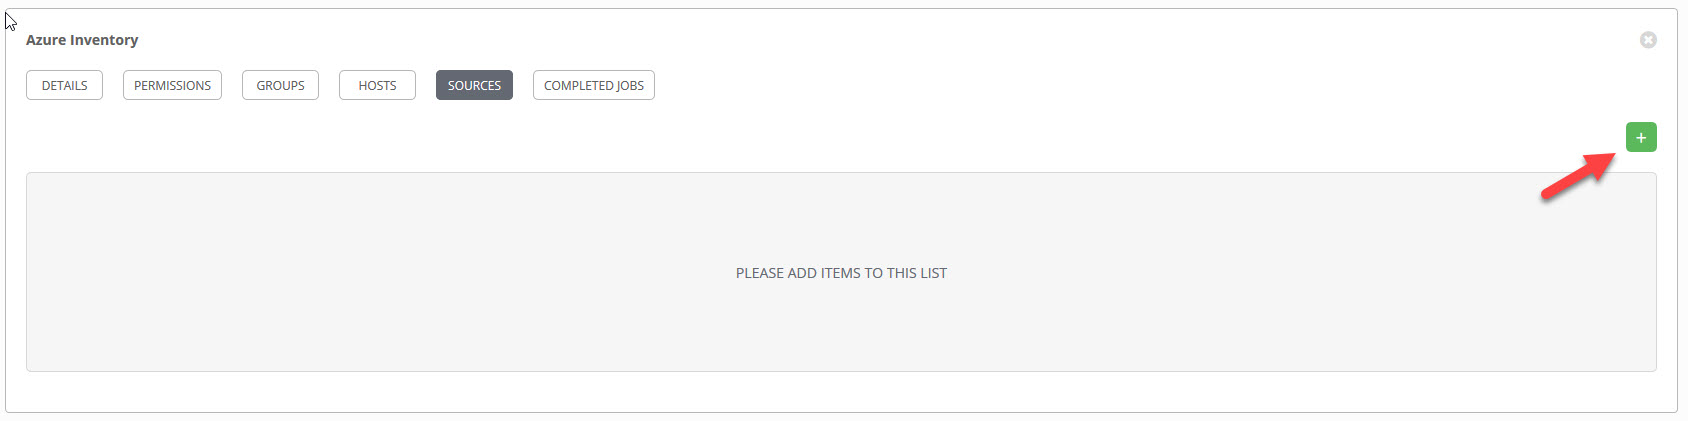 Azure Inventory
DETAILS PERMISSIONS GROUPS HOSTS SOURCES COMPLETED JOBS
+
PLEASE ADD ITEMS TO THIS LIST